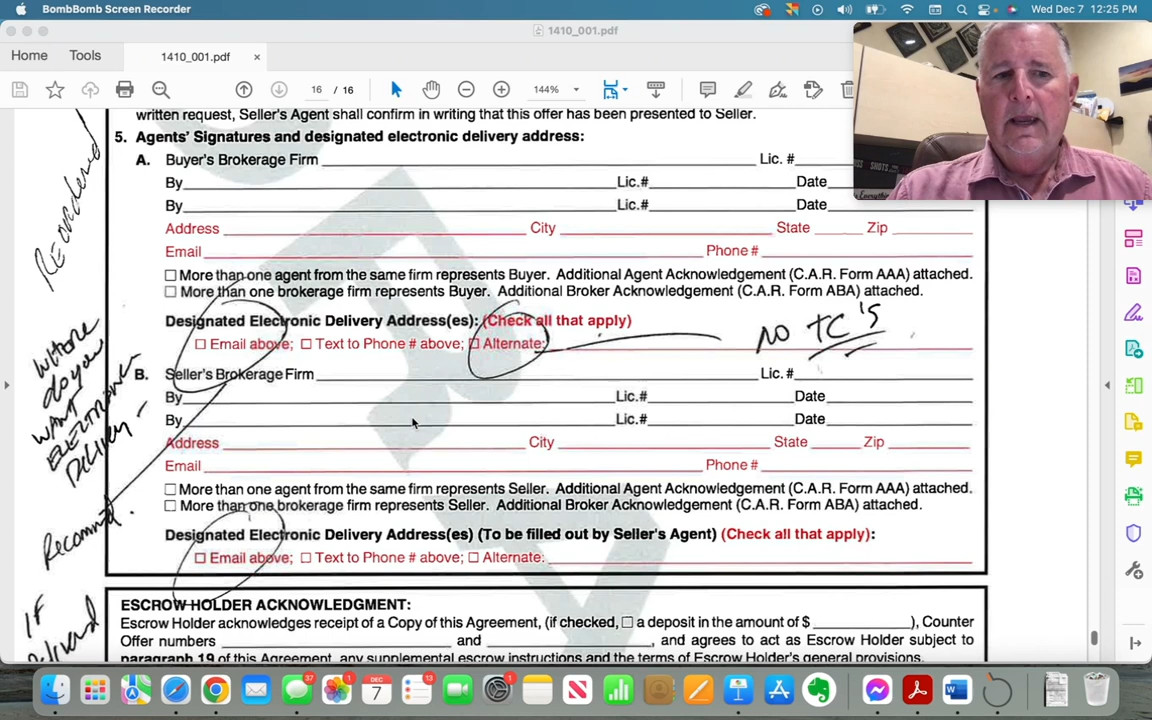 BombBomb Screen Recorder
Wed Dec 7 12:25 PM
1410_001.pdf
Home
Tools
1410_001.pdf ×
16 / 16
144%
written request, Seller's Agent shall confirm in writing that this offer has been presented to Seller.
5. Agents' Signatures and designated electronic delivery address:
A. Buyer's Brokerage Firm Lic. #
By Lic.# Date
By Lic.# Date
Address City State Zip
Email Phone #
More than one agent from the same firm represents Buyer. Additional Agent Acknowledgement (C.A.R. Form AAA) attached.
More than one brokerage firm represents Buyer. Additional Broker Acknowledgement (C.A.R. Form ABA) attached.
Designated Electronic Delivery Address(es): (Check all that apply)
Email above; Text to Phone # above; Alternate:
no TC'S
B. Seller's Brokerage Firm Lic. #
By Lic.# Date
By Lic.# Date
Address City State Zip
Email Phone #
More than one agent from the same firm represents Seller. Additional Agent Acknowledgement (C.A.R. Form AAA) attached.
More than one brokerage firm represents Seller. Additional Broker Acknowledgement (C.A.R. Form ABA) attached.
Designated Electronic Delivery Address(es) (To be filled out by Seller's Agent) (Check all that apply):
Email above; Text to Phone # above; Alternate:
ESCROW HOLDER ACKNOWLEDGMENT:
Escrow Holder acknowledges receipt of a Copy of this Agreement, (if checked, a deposit in the amount of $ ), Counter
Offer numbers and , and agrees to act as Escrow Holder subject to
paragraph 19 of this Agreement, any supplemental escrow instructions and the terms of Escrow Holder's general provisions.
WHERE
do you
WANT
ELECTRONIC
DELIVERY
IF
37
1
DEC
7
13
1